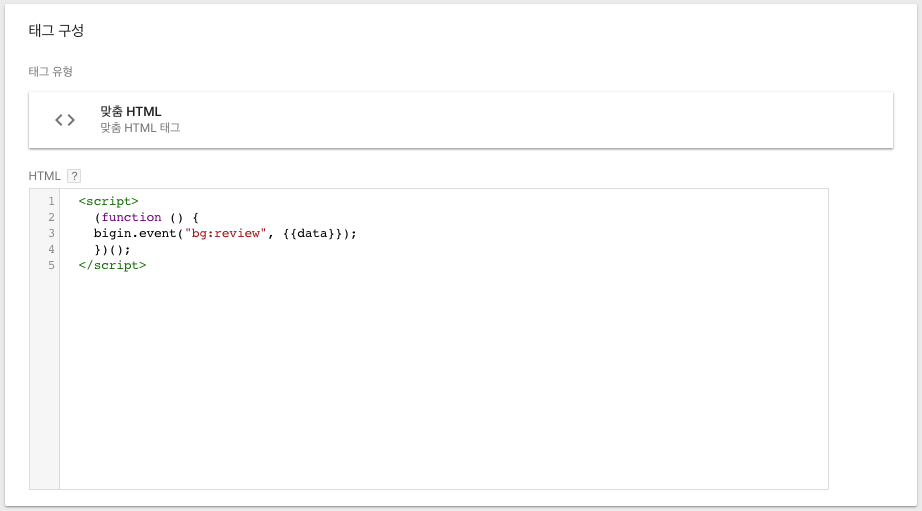 태그 구성
태그 유형
맞춤 HTML
맞춤 HTML 태그
HTML ?
1 <script>
2 (function () {
3 bigin.event("bg:review", {{data}});
4 })();
5 </script>